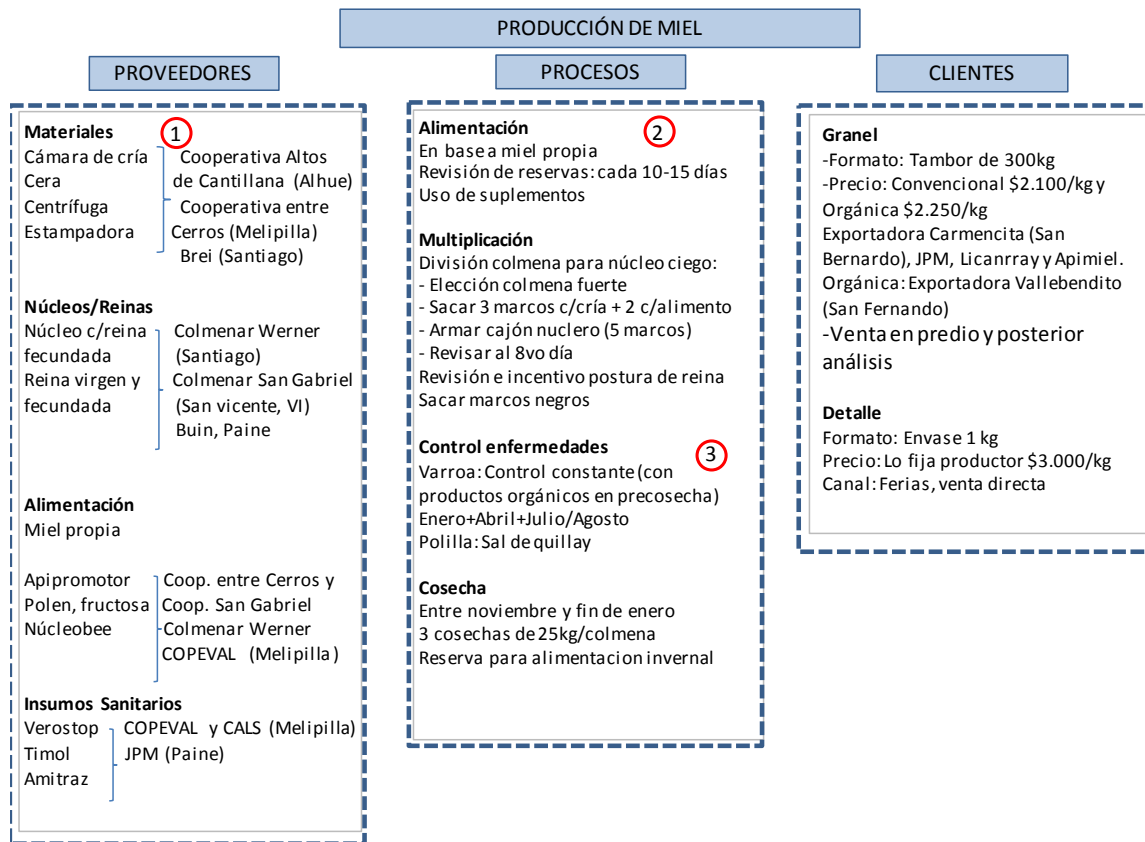 PRODUCCIÓN DE MIEL
PROVEEDORES
PROCESOS
CLIENTES
Materiales
1
Cámara de cría
Cera
Centrífuga
Estampadora
Cooperativa Altos
de Cantillana (Alhue)
Cooperativa entre
Cerros (Melipilla)
Brei (Santiago)
Núcleos/Reinas
Núcleo c/reina
fecundada
Reina virgen y
fecundada
Colmenar Werner
(Santiago)
Colmenar San Gabriel
(San vicente, VI)
Buin, Paine
Alimentación
Miel propia
Apipromotor
Polen, fructosa
Núcleobee
Coop. entre Cerros y
Coop. San Gabriel
Colmenar Werner
COPEVAL (Melipilla)
Insumos Sanitarios
Verostop
Timol
Amitraz
COPEVAL y CALS (Melipilla)
JPM (Paine)
Alimentación
2
En base a miel propia
Revisión de reservas: cada 10-15 días
Uso de suplementos
Multiplicación
División colmena para núcleo ciego:
- Elección colmena fuerte
- Sacar 3 marcos c/cría + 2 c/alimento
- Armar cajón nuclero (5 marcos)
- Revisar al 8vo día
Revisión e incentivo postura de reina
Sacar marcos negros
Control enfermedades
3
Varroa: Control constante (con
productos orgánicos en precosecha)
Enero+Abril+Julio/Agosto
Polilla: Sal de quillay
Cosecha
Entre noviembre y fin de enero
3 cosechas de 25kg/colmena
Reserva para alimentacion invernal
Granel
-Formato: Tambor de 300kg
-Precio: Convencional $2.100/kg y
Orgánica $2.250/kg
Exportadora Carmencita (San
Bernardo), JPM, Licanrray y Apimiel.
Orgánica: Exportadora Vallebendito
(San Fernando)
-Venta en predio y posterior
análisis
Detalle
Formato: Envase 1 kg
Precio: Lo fija productor $3.000/kg
Canal: Ferias, venta directa